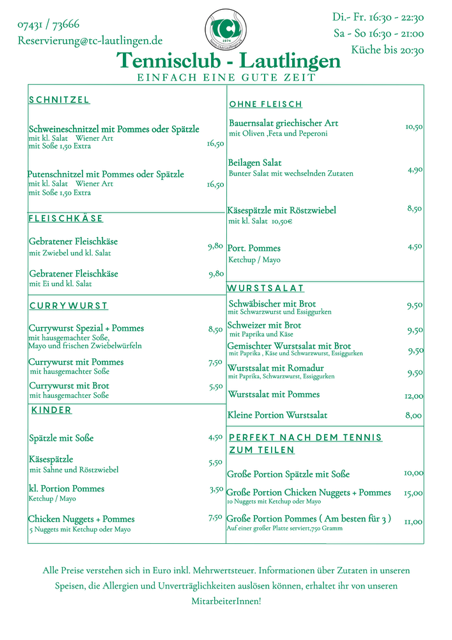 07431 / 73666
Reservierung@tc-lautlingen.de
Di.- Fr. 16:30 - 22:30
Sa - So 16:30 - 21:00
Küche bis 20:30
Tennisclub - Lautlingen
EINFACH EINE GUTE ZEIT
SCHNITZEL
Schweineschnitzel mit Pommes oder Spätzle
mit kl. Salat Wiener Art
mit Soße 1,50 Extra 16,50
Putenschnitzel mit Pommes oder Spätzle
mit kl. Salat Wiener Art 16,50
mit Soße 1,50 Extra
FLEISCHKÄSE
Gebratener Fleischkäse 9,80
mit Zwiebel und kl. Salat
Gebratener Fleischkäse 9,80
mit Ei und kl. Salat
CURRYWURST
Currywurst Spezial + Pommes 8,50
mit hausgemachter Soße,
Mayo und frischen Zwiebelwürfeln
Currywurst mit Pommes 7,50
mit hausgemachter Soße
Currywurst mit Brot 5,50
mit hausgemachter Soße
KINDER
Spätzle mit Soße 4,50
Käsespätzle 5,50
mit Sahne und Röstzwiebel
kl. Portion Pommes 3,50
Ketchup / Mayo
Chicken Nuggets + Pommes 7,50
5 Nuggets mit Ketchup oder Mayo
OHNE FLEISCH
Bauernsalat griechischer Art 10,50
mit Oliven ,Feta und Peperoni
Beilagen Salat 4,90
Bunter Salat mit wechselnden Zutaten
Käsespätzle mit Röstzwiebel 8,50
mit kl. Salat 10,50€
Port. Pommes 4,50
Ketchup / Mayo
WURSTSALAT
Schwäbischer mit Brot 9,50
mit Schwarzwurst und Essiggurken
Schweizer mit Brot 9,50
mit Paprika und Käse
Gemischter Wurstsalat mit Brot 9,50
mit Paprika , Käse und Schwarzwurst, Essiggurken
Wurstsalat mit Romadur 9,50
mit Paprika, Schwarzwurst, Essiggurken
Wurstsalat mit Pommes 12,00
Kleine Portion Wurstsalat 8,00
PERFEKT NACH DEM TENNIS
ZUM TEILEN
Große Portion Spätzle mit Soße 10,00
Große Portion Chicken Nuggets + Pommes 15,00
10 Nuggets mit Ketchup oder Mayo
Große Portion Pommes ( Am besten für 3 ) 11,00
Auf einer großer Platte serviert,750 Gramm
Alle Preise verstehen sich in Euro inkl. Mehrwertsteuer. Informationen über Zutaten in unseren
Speisen, die Allergien und Unverträglichkeiten auslösen können, erhaltet ihr von unseren
MitarbeiterInnen!